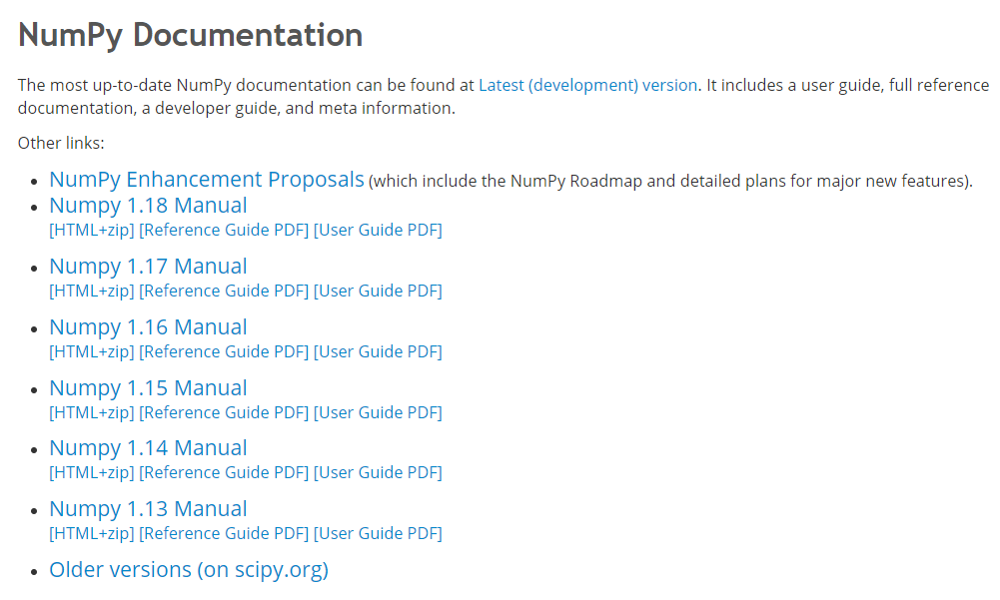 NumPy Documentation
The most up-to-date NumPy documentation can be found at Latest (development) version. It includes a user guide, full reference
documentation, a developer guide, and meta information.
Other links:
• NumPy Enhancement Proposals (which include the NumPy Roadmap and detailed plans for major new features).
• Numpy 1.18 Manual
[HTML+zip] [Reference Guide PDF] [User Guide PDF]
• Numpy 1.17 Manual
[HTML+zip] [Reference Guide PDF] [User Guide PDF]
• Numpy 1.16 Manual
[HTML+zip] [Reference Guide PDF] [User Guide PDF]
• Numpy 1.15 Manual
[HTML+zip] [Reference Guide PDF] [User Guide PDF]
• Numpy 1.14 Manual
[HTML+zip] [Reference Guide PDF] [User Guide PDF]
• Numpy 1.13 Manual
[HTML+zip] [Reference Guide PDF] [User Guide PDF]
• Older versions (on scipy.org)